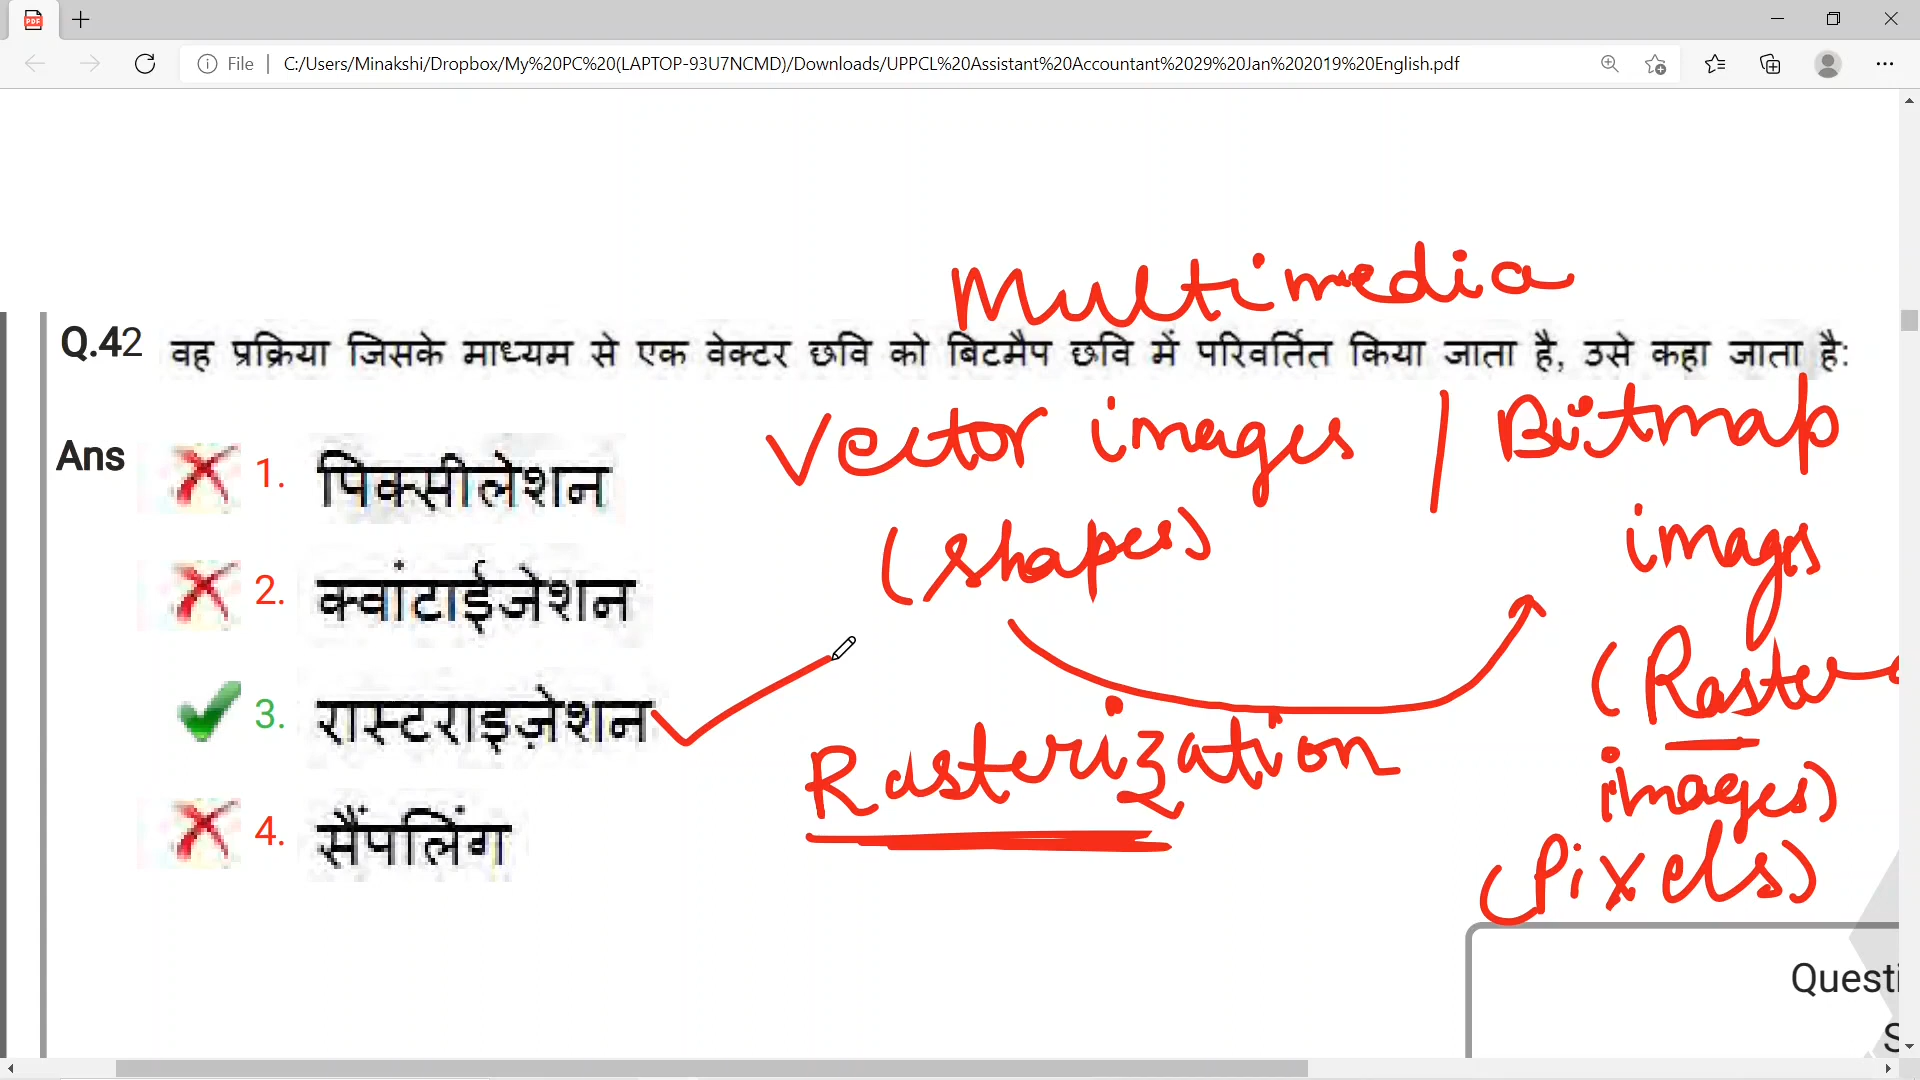 File
C:/Users/Minakshi/Dropbox/My%20PC%20(LAPTOP-93U7NCMD)/Downloads/UPPCL%20Assistant%20Accountant%2029%20Jan%202019%20English.pdf
Multimedia
Q.42 वह प्रक्रिया जिसके माध्यम से एक वेक्टर छवि को बिटमैप छवि में परिवर्तित किया जाता है, उसे कहा जाता है:
Vector images / Bitmap
images
(shapes)
(Raster
images)
(Pixels)
Rasterization
Ans
1. पिक्सीलेशन
2. क्वांटाईजेशन
3. रास्टराइज़ेशन
4. सैंपलिंग
Questi
S